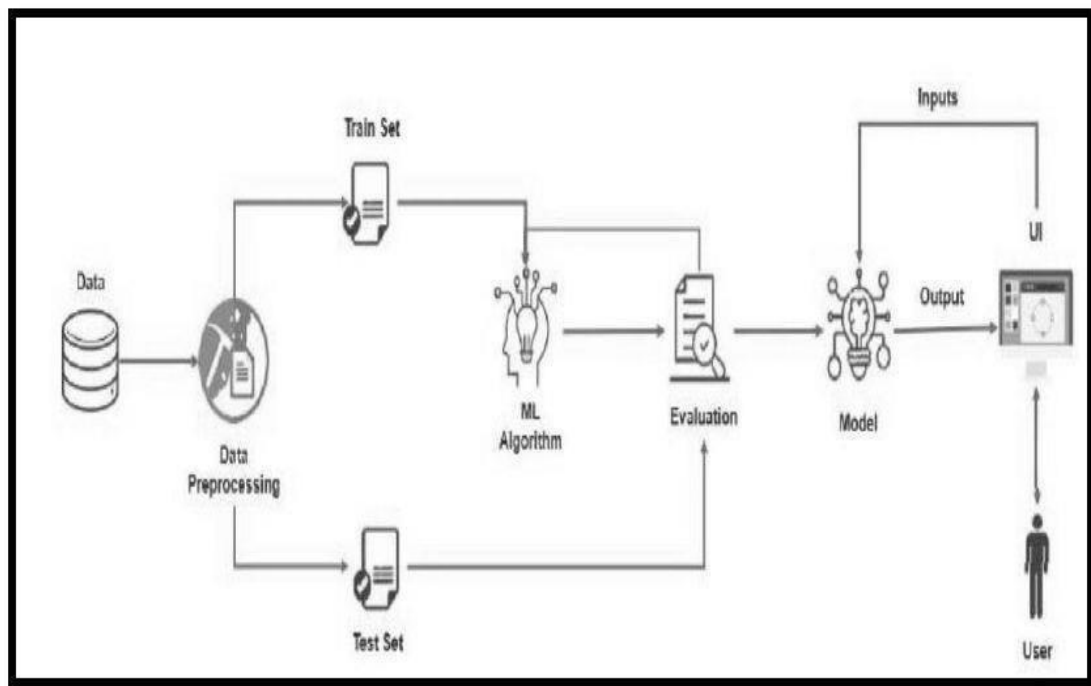 Inputs
Train Set
UI
Data
Output
ML
Algorithm
Evaluation
Model
Data
Preprocessing
Test Set
User